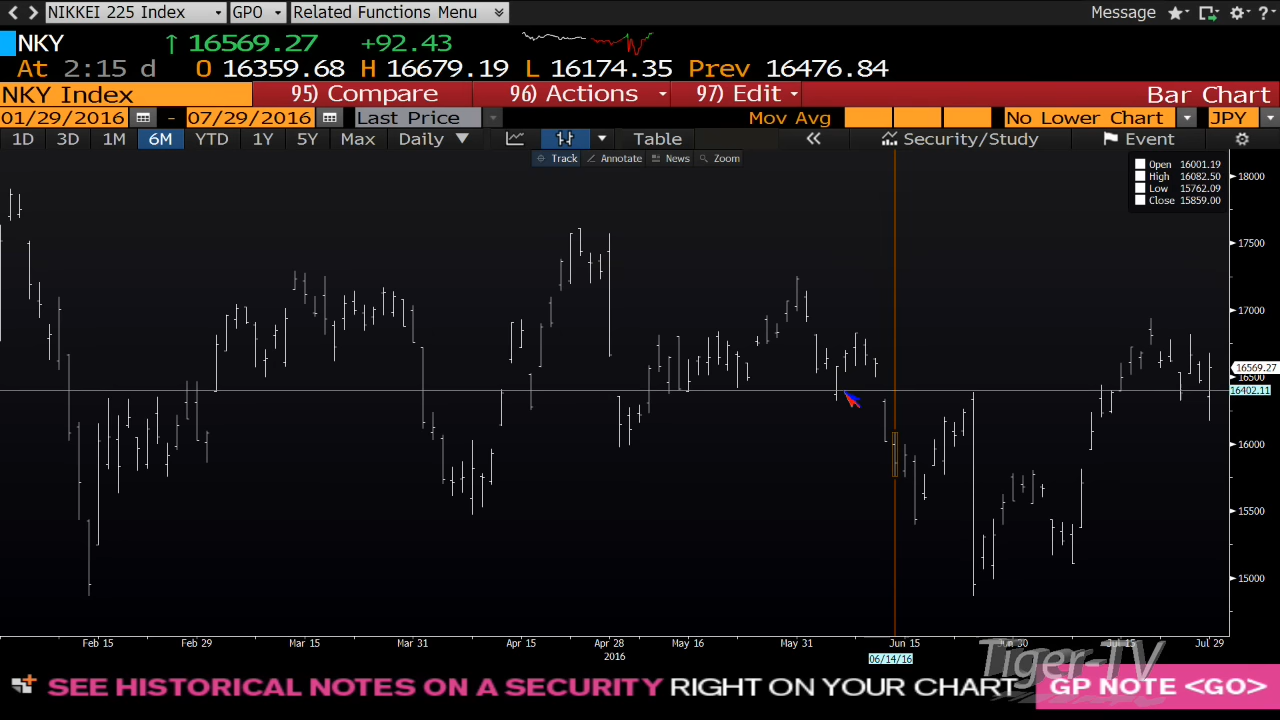 NIKKEI 225 Index GPO Related Functions Menu Message ?
NKY ↑ 16569.27 +92.43
At 2:15 d O 16359.68 H 16679.19 L 16174.35 Prev 16476.84
NKY Index 95) Compare 96) Actions 97) Edit Bar Chart
01/29/2016 - 07/29/2016 Last Price Mov Avg No Lower Chart JPY
1D 3D 1M 6M YTD 1Y 5Y Max Daily Table « Security/Study Event
Track Annotate News Zoom
Open 16001.19
High 16082.50
Low 15762.09
Close 15859.00
18000
17500
17000
16569.27
16500
16402.11
16000
15500
15000
Feb 15 Feb 29 Mar 15 Mar 31 Apr 15 Apr 28 May 16 May 31 Jun 15 Jun 30 Jul 15 Jul 29
2016 06/14/16
Tiger-TV
SEE HISTORICAL NOTES ON A SECURITY RIGHT ON YOUR CHART GP NOTE <GO>